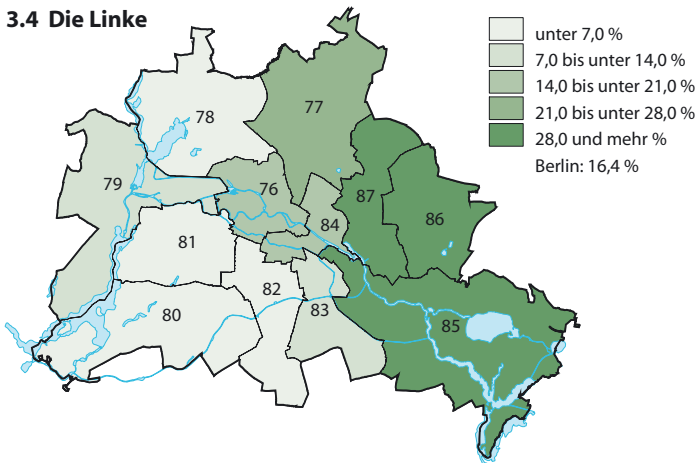 3.4 Die Linke
unter 7,0 %
7,0 bis unter 14,0 %
14,0 bis unter 21,0 %
21,0 bis unter 28,0 %
28,0 und mehr %
Berlin: 16,4 %
78
77
79
76
87
86
84
81
82
80
83
85